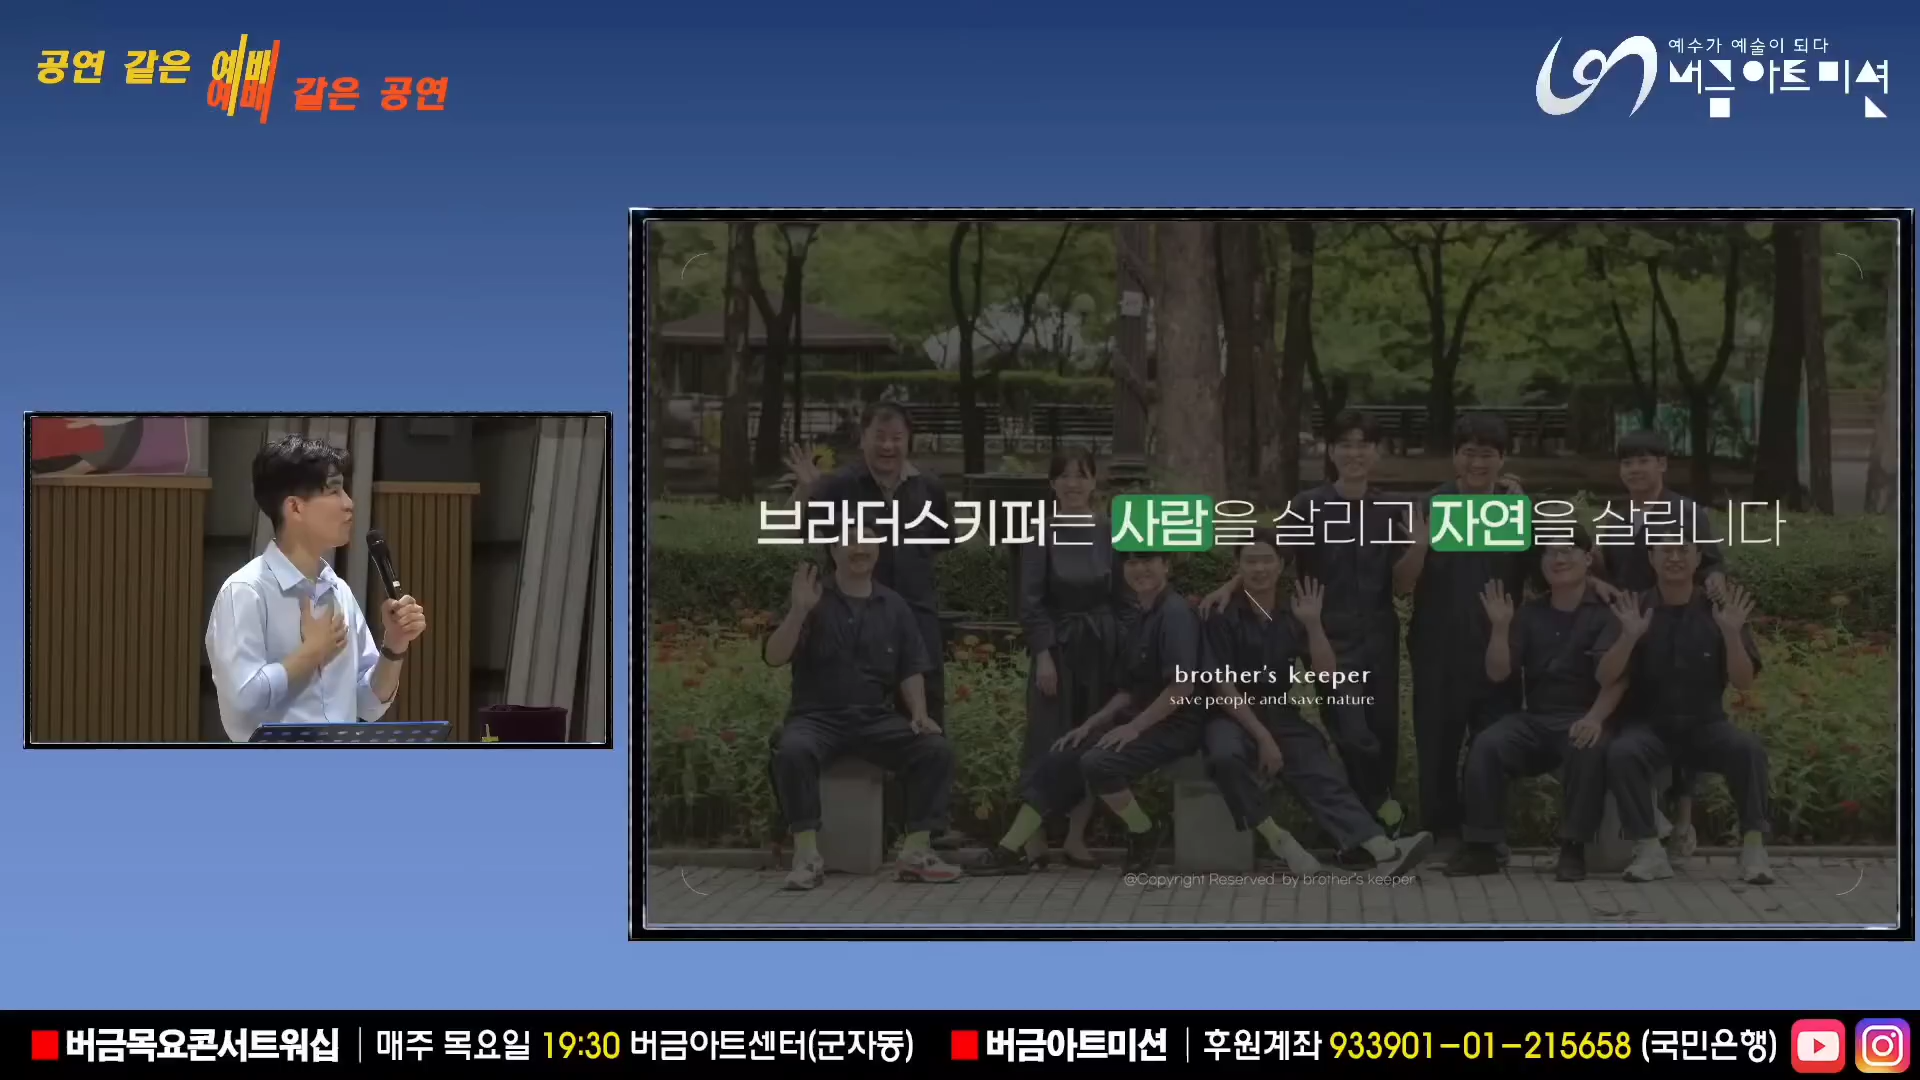 공연 같은 예배
예배 같은 공연
예수가 예술이 되다
버금아트미션
브라더스키퍼는 사람을 살리고 자연을 살립니다
brother's keeper
save people and save nature
@Copyright Reserved by brother's keeper
버금목요콘서트워십 | 매주 목요일 19:30 버금아트센터(군자동) 버금아트미션 | 후원계좌 933901-01-215658 (국민은행)